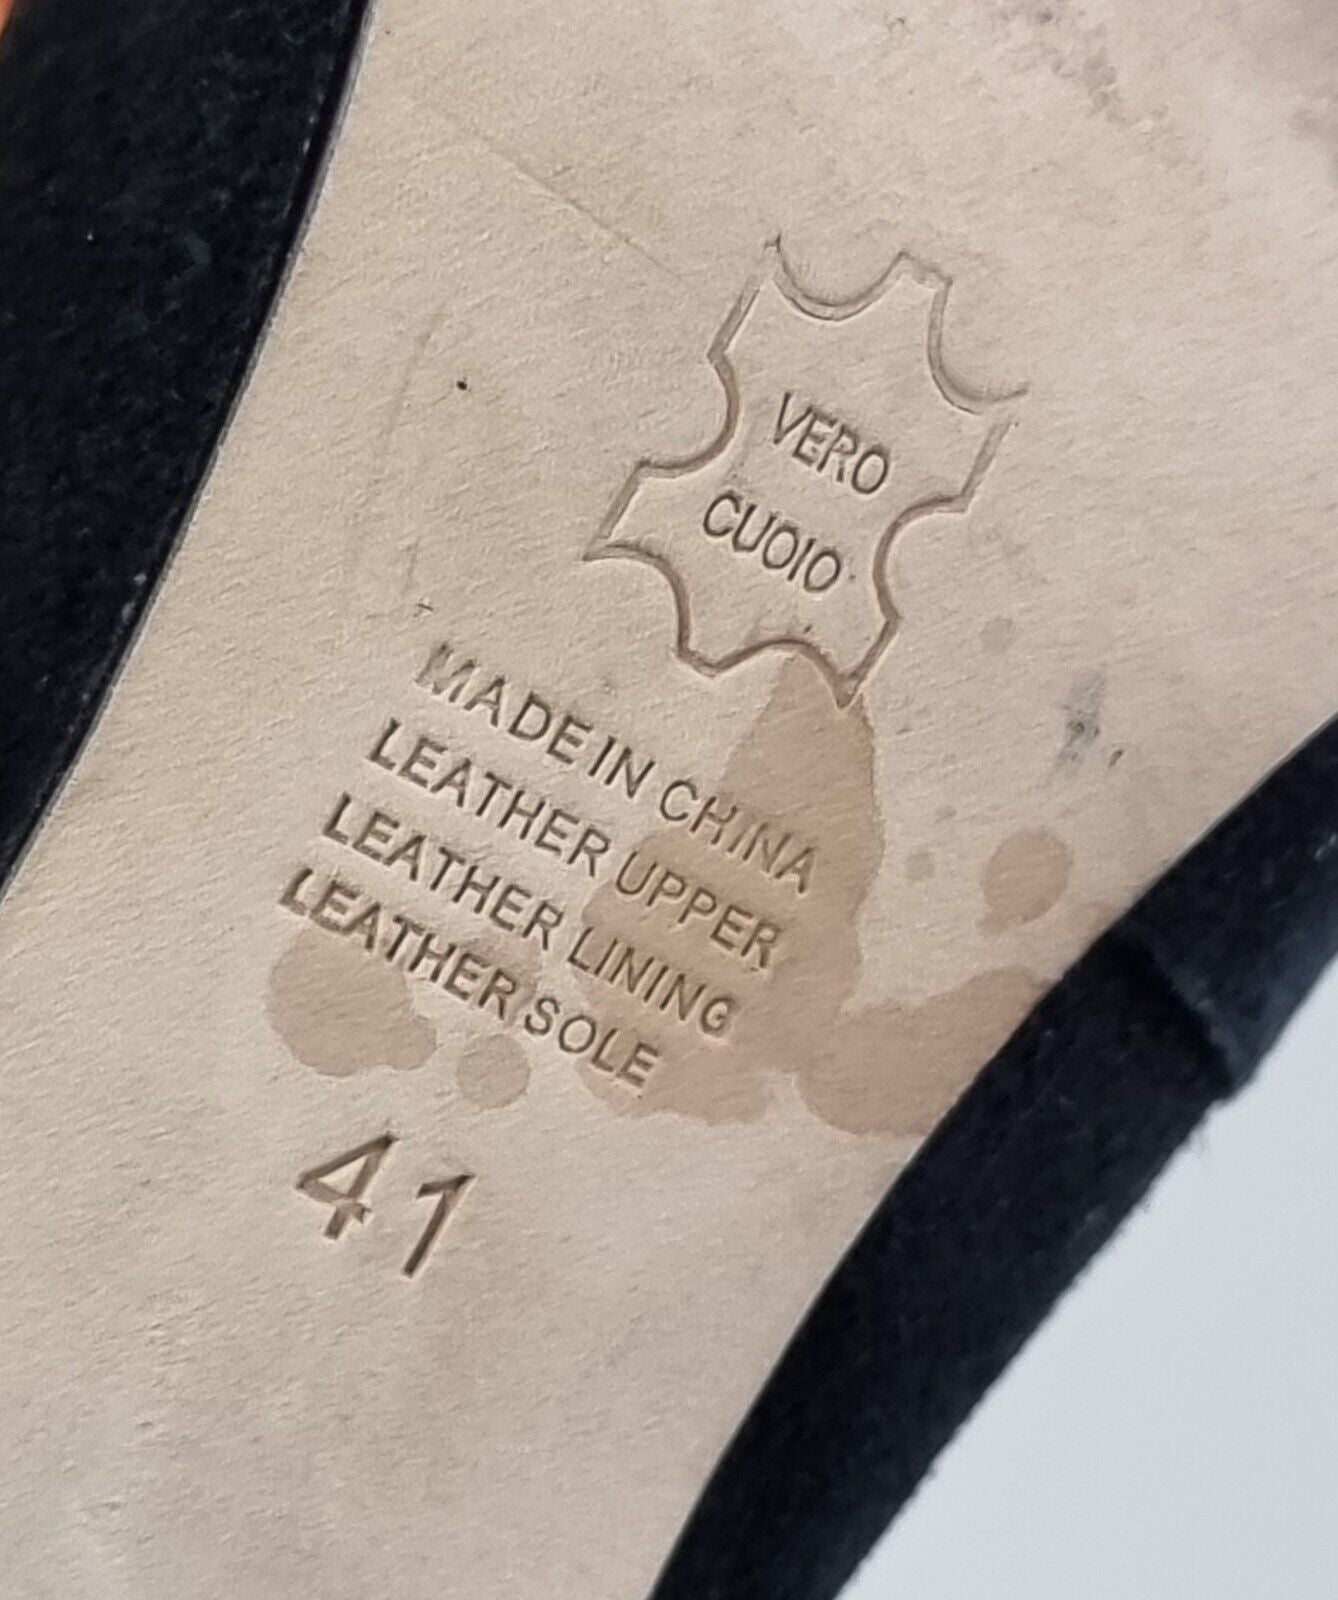 VERO
CUOIO
MADE IN CHINA
LEATHER UPPER
LEATHER LINING
LEATHER SOLE
41